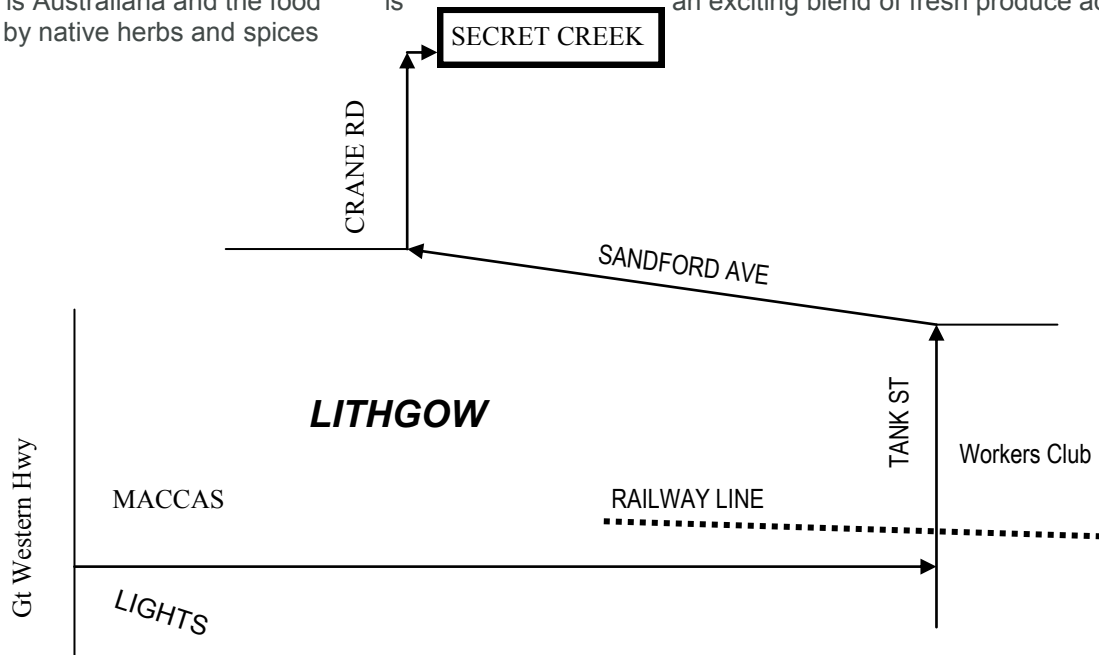 is Australiana and the food is an exciting blend of fresh produce
by native herbs and spices
SECRET CREEK
CRANE RD
SANDFORD AVE
TANK ST
LITHGOW
Workers Club
Gt Western Hwy
MACCAS
RAILWAY LINE
LIGHTS